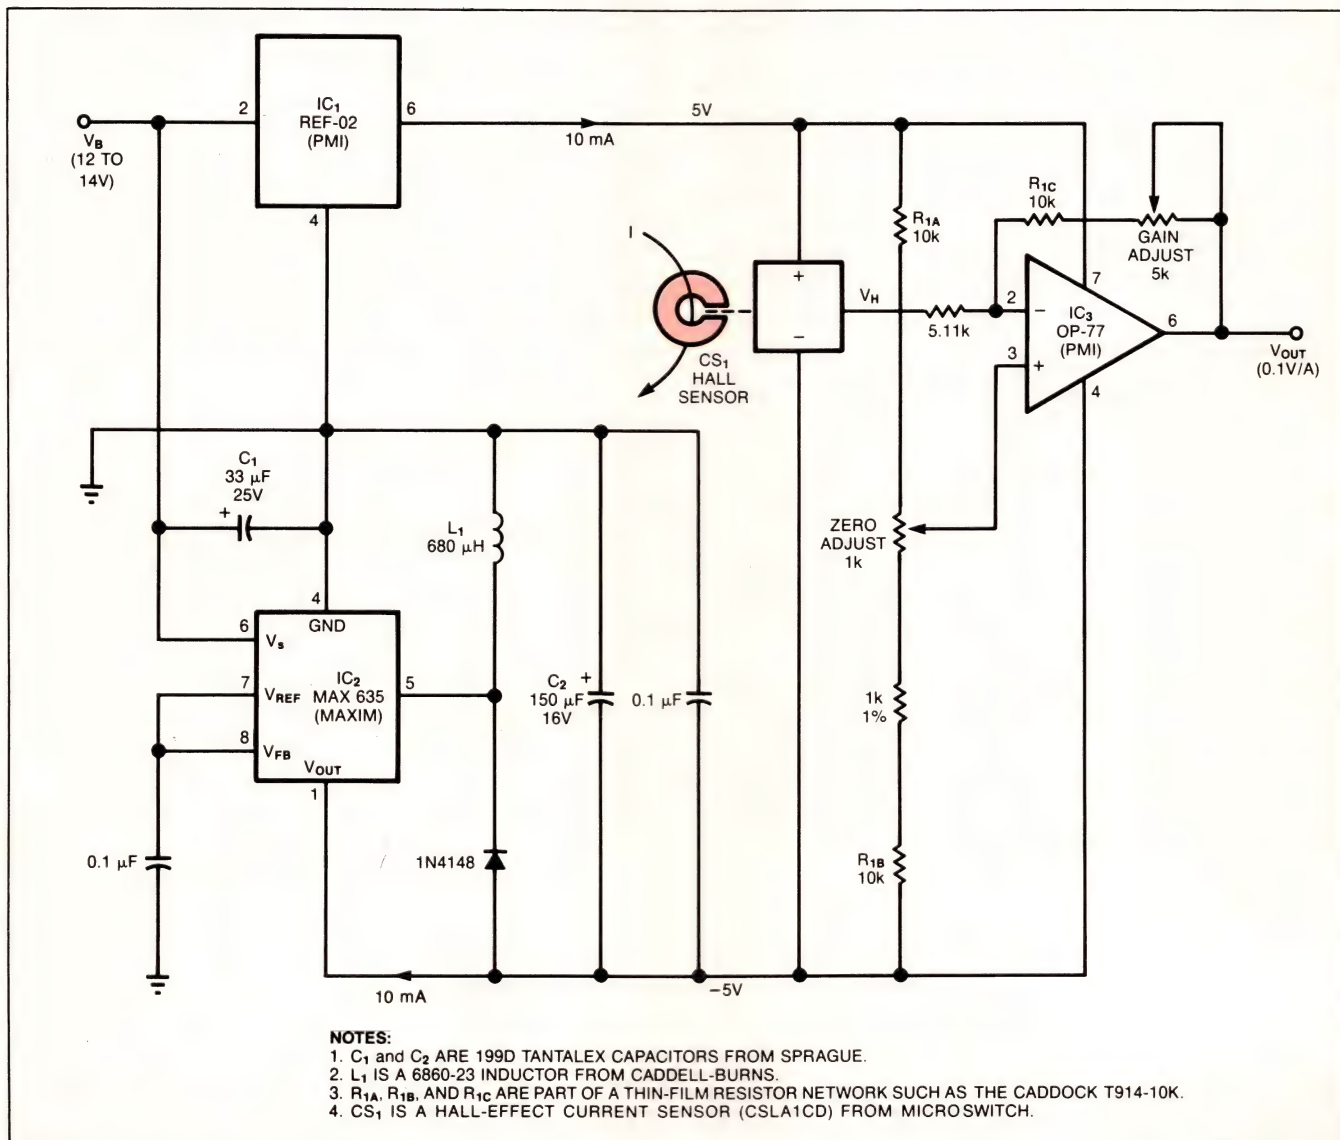 IC1
REF-02
(PMI)
2
6
4
VB
(12 TO
14V)
10 mA
5V
I
CS1
HALL
SENSOR
+
−
VH
R1A
10k
5.11k
R1C
10k
GAIN
ADJUST
5k
2
−
3
+
IC3
OP-77
(PMI)
7
6
4
VOUT
(0.1V/A)
C1
33 µF
25V
+
L1
680 µH
ZERO
ADJUST
1k
4
GND
6
Vs
7
VREF
8
VFB
IC2
MAX 635
(MAXIM)
5
VOUT
1
C2
150 µF
16V
+
0.1 µF
1k
1%
0.1 µF
1N4148
R1B
10k
10 mA
−5V
NOTES:
1. C1 and C2 ARE 199D TANTALEX CAPACITORS FROM SPRAGUE.
2. L1 IS A 6860-23 INDUCTOR FROM CADDELL-BURNS.
3. R1A, R1B, AND R1C ARE PART OF A THIN-FILM RESISTOR NETWORK SUCH AS THE CADDOCK T914-10K.
4. CS1 IS A HALL-EFFECT CURRENT SENSOR (CSLA1CD) FROM MICROSWITCH.